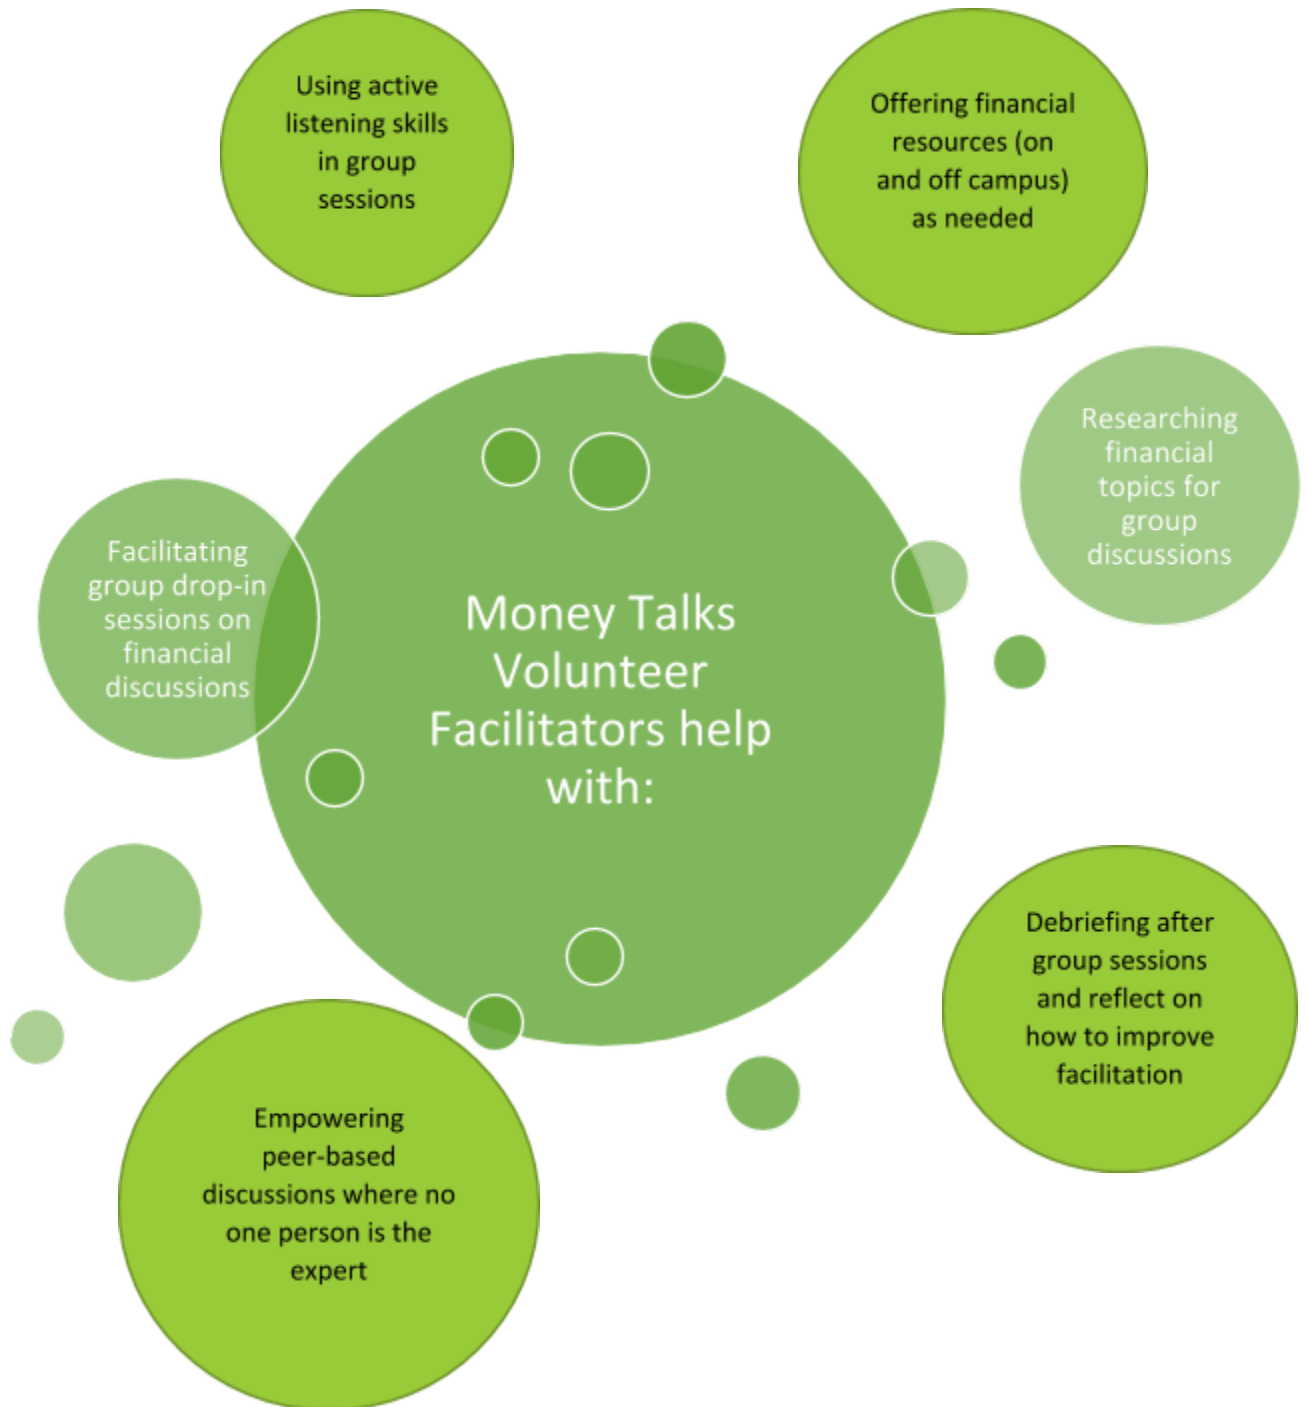 Using active
listening skills
in group
sessions
Offering financial
resources (on
and off campus)
as needed
Researching
financial
topics for
group
discussions
Facilitating
group drop-in
sessions on
financial
discussions
Money Talks
Volunteer
Facilitators help
with:
Debriefing after
group sessions
and reflect on
how to improve
facilitation
Empowering
peer-based
discussions where no
one person is the
expert